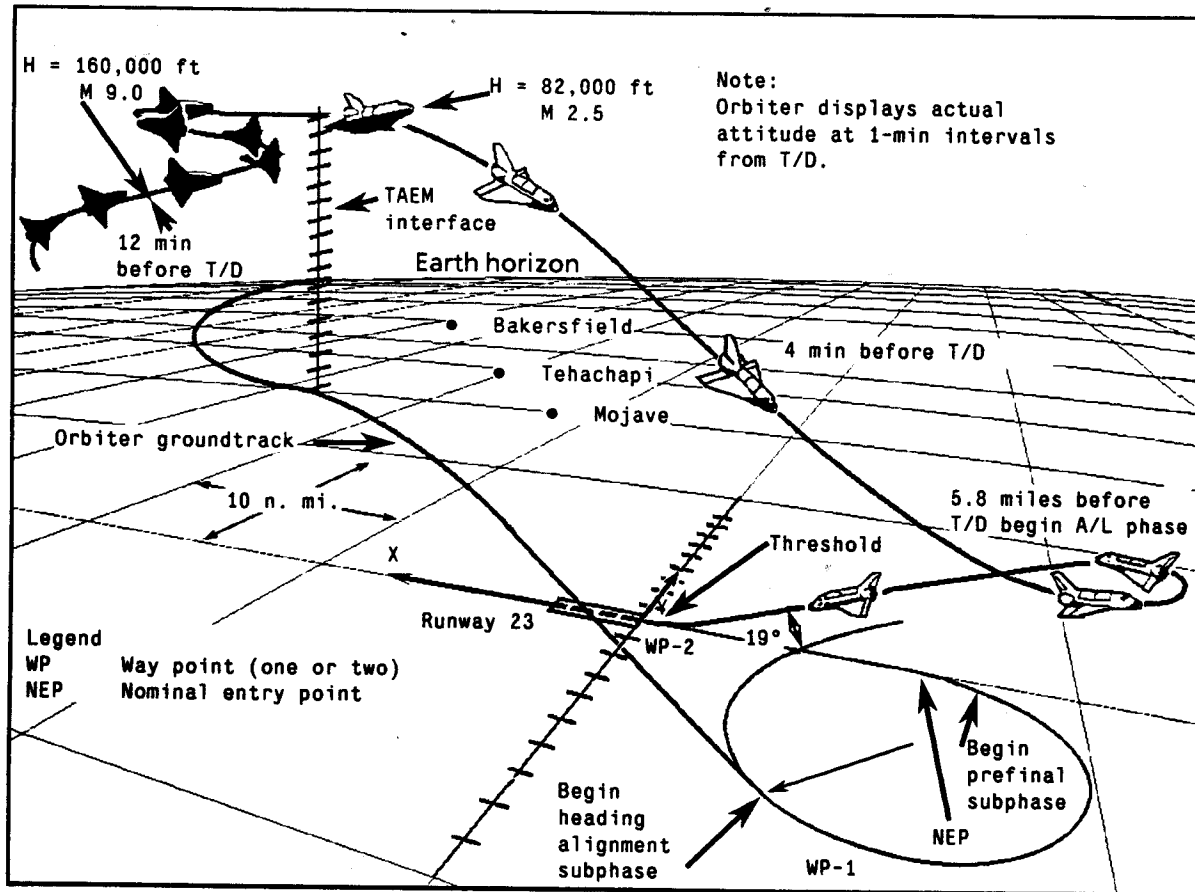 H = 160,000 ft
M 9.0
H = 82,000 ft
M 2.5
Note:
Orbiter displays actual
attitude at 1-min intervals
from T/D.
TAEM
interface
12 min
before T/D
Earth horizon
Bakersfield
4 min before T/D
Tehachapi
Mojave
Orbiter groundtrack
10 n. mi.
5.8 miles before
T/D begin A/L phase
Threshold
X
Runway 23
WP-2
19°
Legend
WP Way point (one or two)
NEP Nominal entry point
Begin
prefinal
subphase
Begin
heading
alignment
subphase
NEP
WP-1